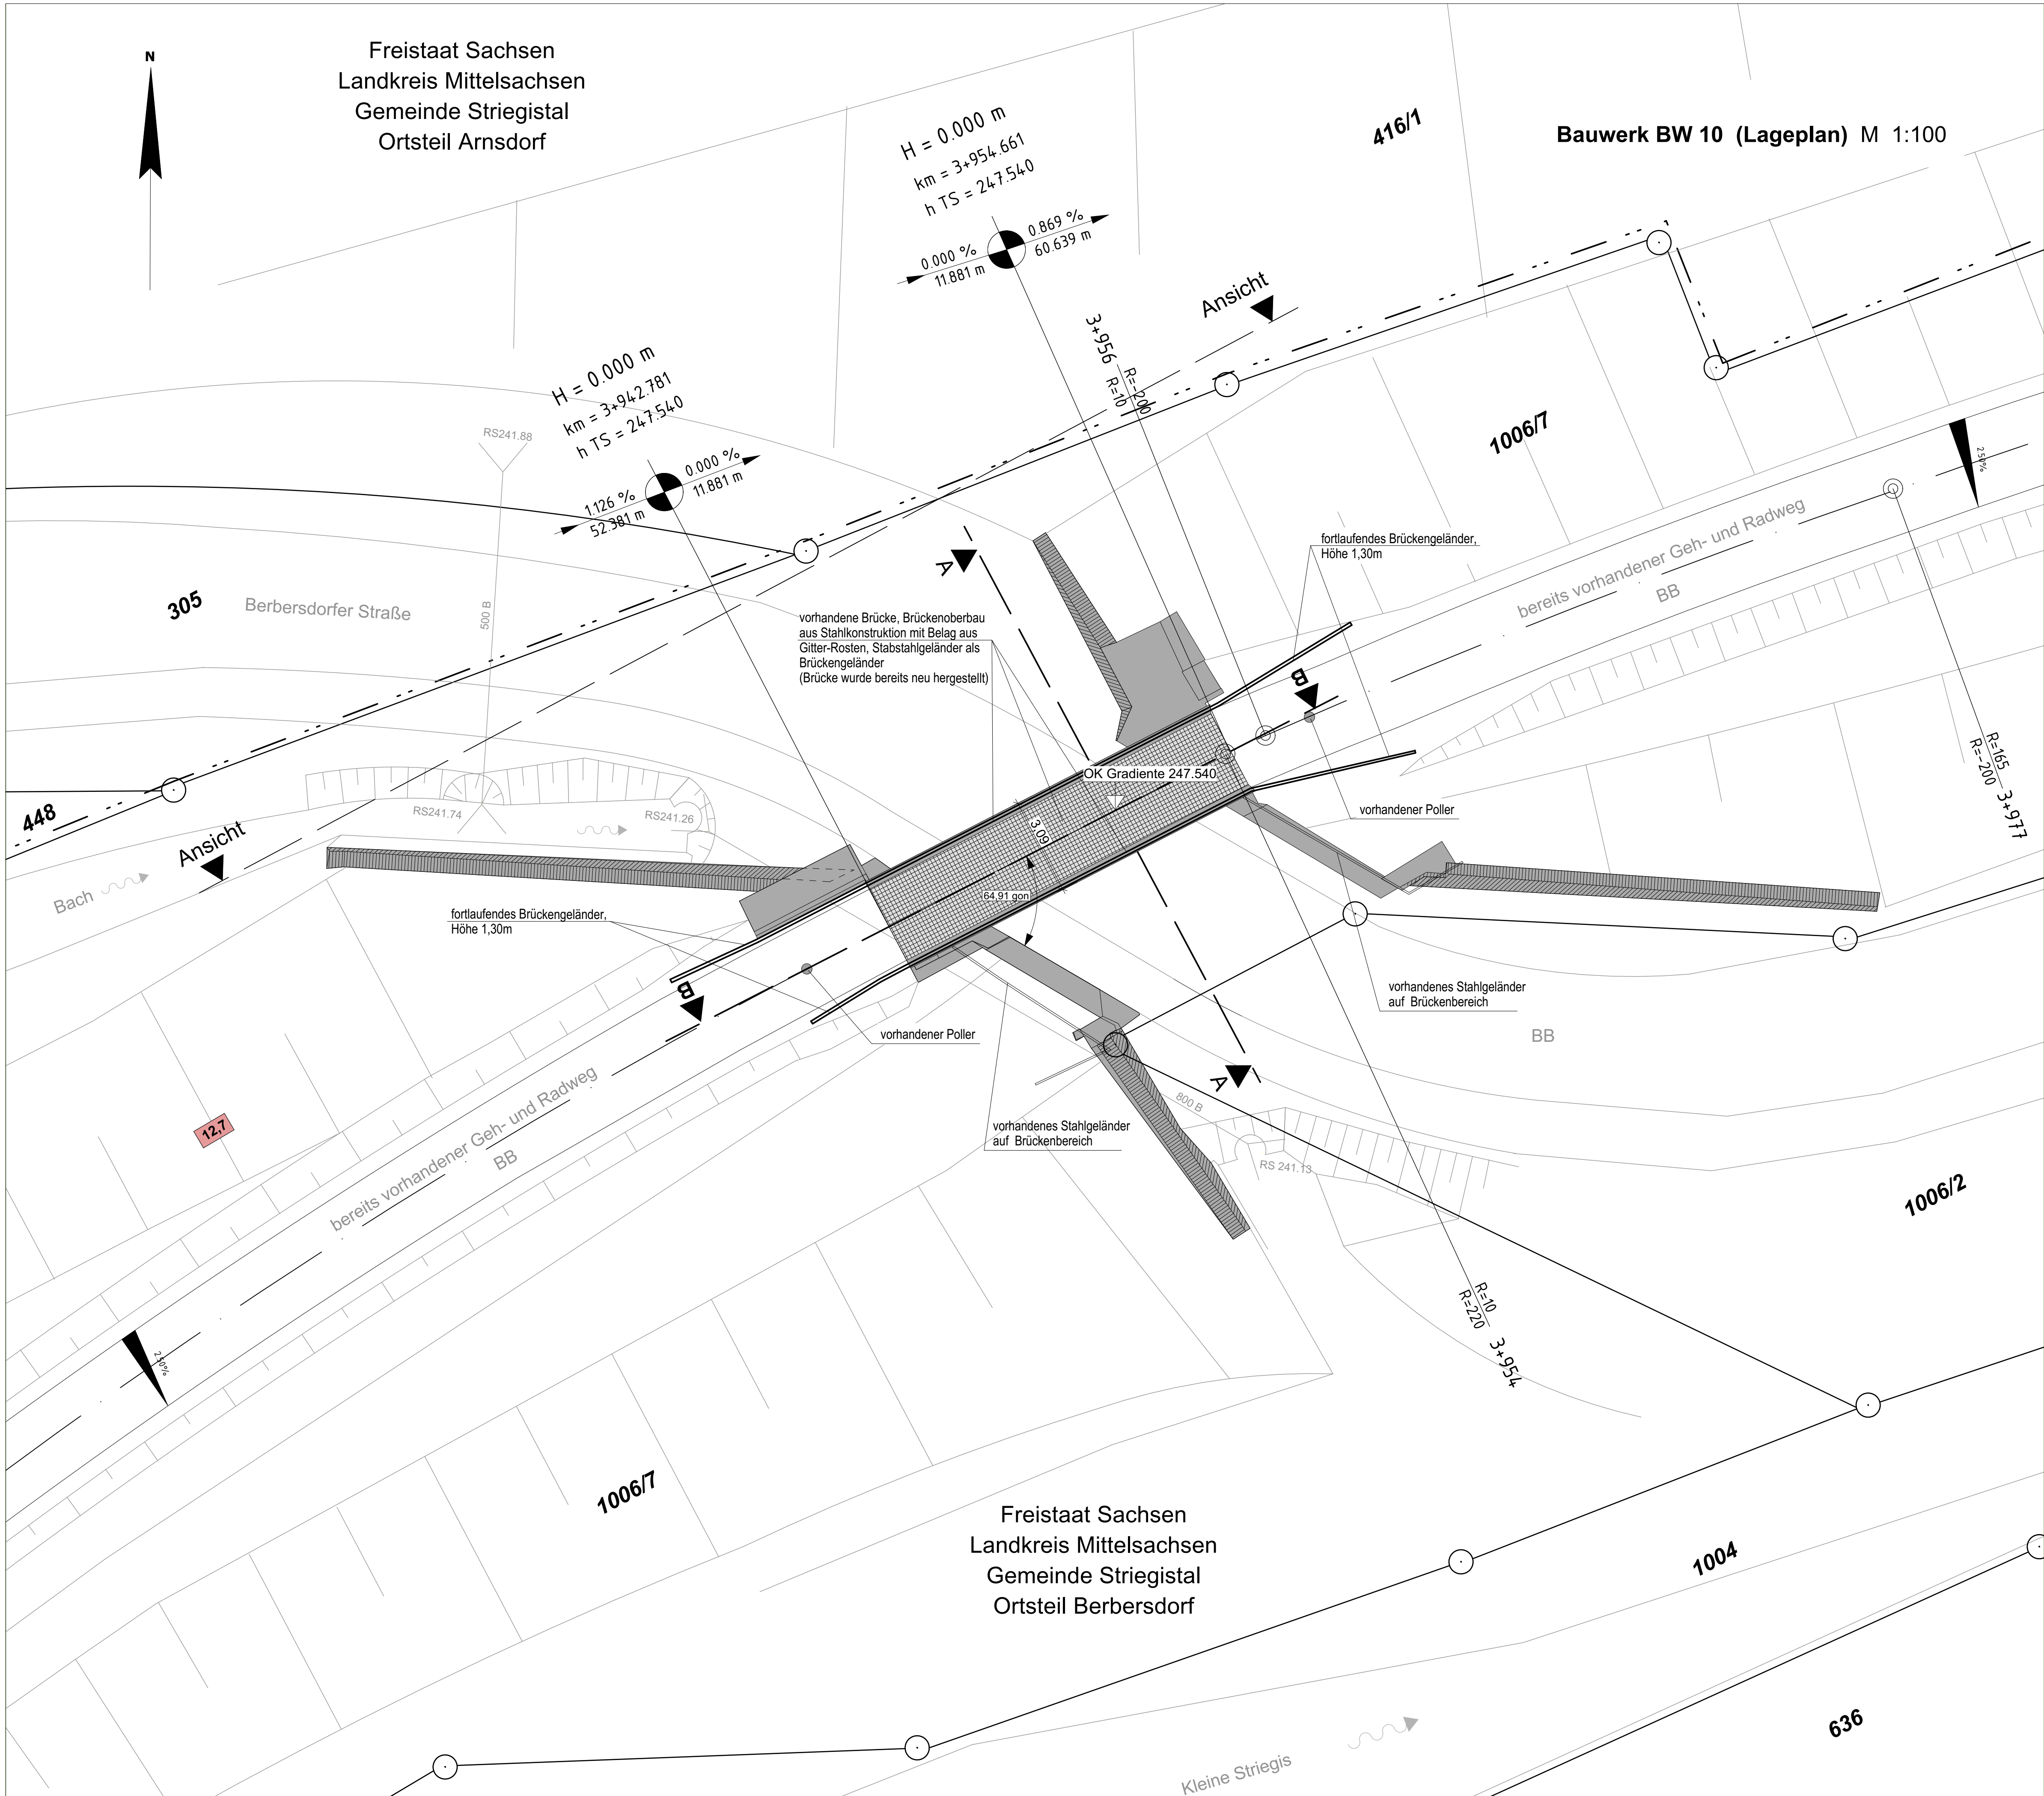 N
Freistaat Sachsen
Landkreis Mittelsachsen
Gemeinde Striegistal
Ortsteil Arnsdorf
Bauwerk BW 10 (Lageplan) M 1:100
H = 0.000 m
km = 3+954.661
h TS = 247.540
0.000 %
11.881 m
0.869 %
60.639 m
416/1
Ansicht
3+956
R=-200
R=10
H = 0.000 m
km = 3+942.781
h TS = 247.540
1.126 %
52.381 m
0.000 %
11.881 m
RS241.88
500 B
1006/7
2.50%
bereits vorhandener Geh- und Radweg
BB
fortlaufendes Brückengeländer,
Höhe 1,30m
305
Berbersdorfer Straße
A
vorhandene Brücke, Brückenoberbau
aus Stahlkonstruktion mit Belag aus
Gitter-Rosten, Stabstahlgeländer als
Brückengeländer
(Brücke wurde bereits neu hergestellt)
B
OK Gradiente 247.540
3.09
64.91 gon
vorhandener Poller
R=165
R=-200
3+977
448
Ansicht
RS241.74
RS241.26
Bach
fortlaufendes Brückengeländer,
Höhe 1,30m
B
vorhandener Poller
vorhandenes Stahlgeländer
auf Brückenbereich
BB
A
800 B
vorhandenes Stahlgeländer
auf Brückenbereich
RS 241.13
12,7
bereits vorhandener Geh- und Radweg
BB
1006/2
R=10
R=220
3+954
2.50%
1006/7
Freistaat Sachsen
Landkreis Mittelsachsen
Gemeinde Striegistal
Ortsteil Berbersdorf
1004
636
Kleine Striegis